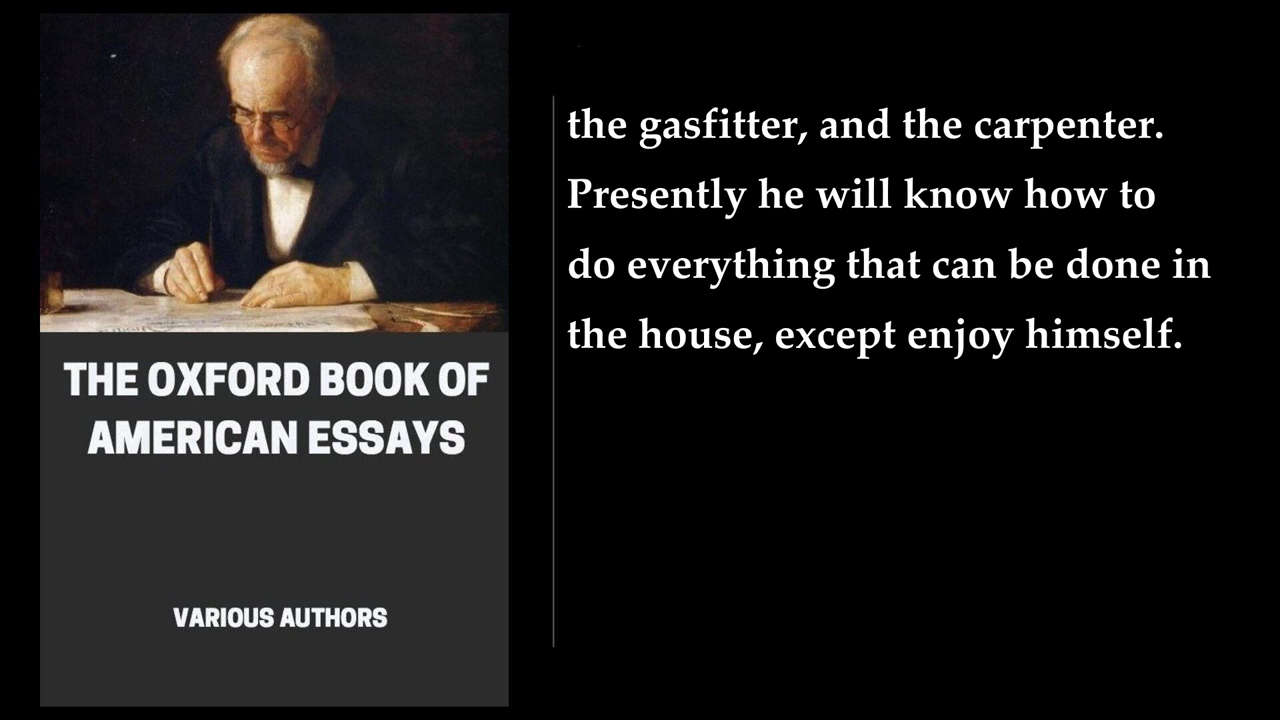 THE OXFORD BOOK OF
AMERICAN ESSAYS
VARIOUS AUTHORS
the gasfitter, and the carpenter.
Presently he will know how to
do everything that can be done in
the house, except enjoy himself.